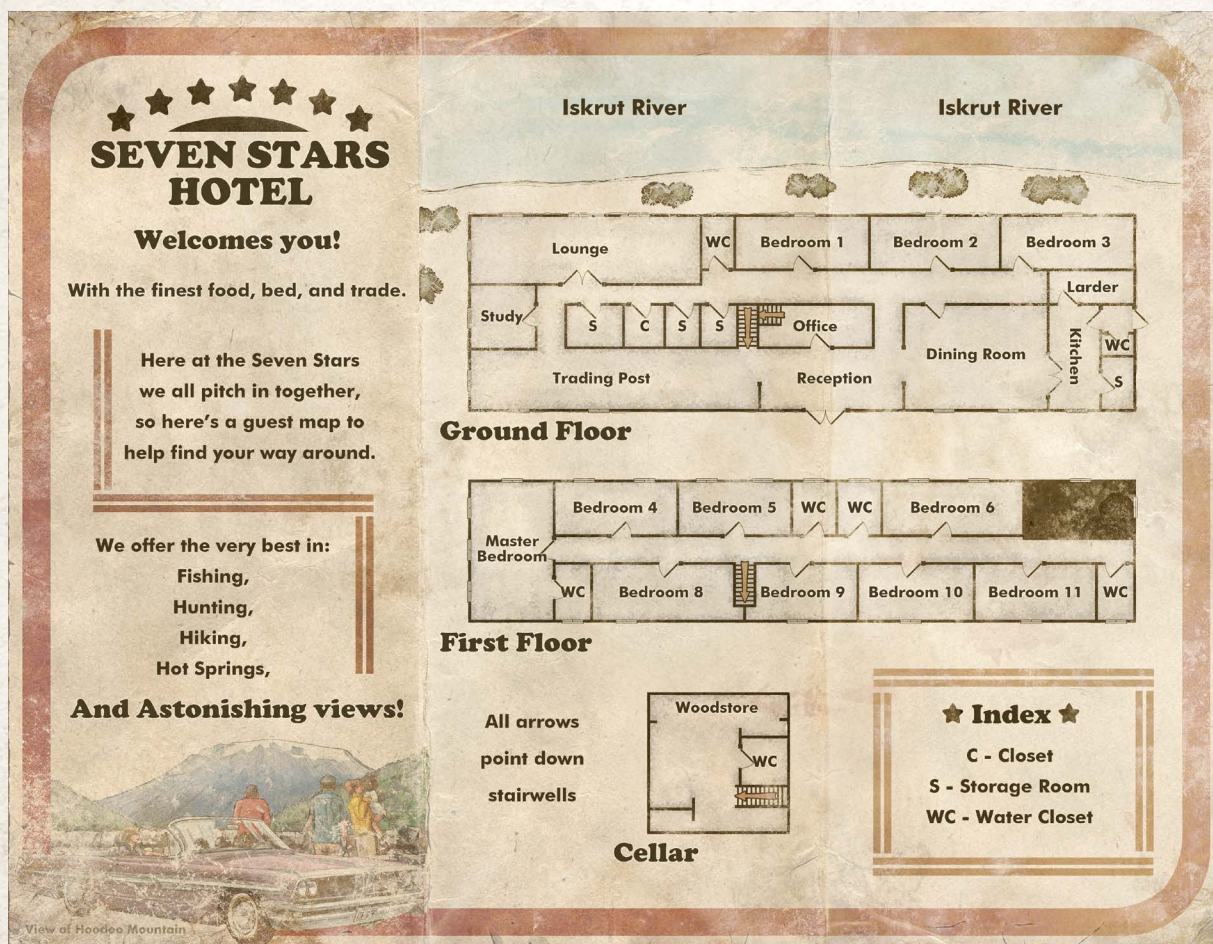 SEVEN STARS
HOTEL
Welcomes you!
With the finest food, bed, and trade.
Here at the Seven Stars
we all pitch in together,
so here's a guest map to
help find your way around.
We offer the very best in:
Fishing,
Hunting,
Hiking,
Hot Springs,
And Astonishing views!
View of Hoodoo Mountain
Iskrut River
Iskrut River
Lounge
WC
Bedroom 1
Bedroom 2
Bedroom 3
Larder
Study
S
C
S
S
Office
Dining Room
Kitchen
WC
S
Trading Post
Reception
Ground Floor
Bedroom 4
Bedroom 5
WC
WC
Bedroom 6
Master
Bedroom
WC
Bedroom 8
Bedroom 9
Bedroom 10
Bedroom 11
WC
First Floor
All arrows
point down
stairwells
Woodstore
WC
Cellar
Index
C - Closet
S - Storage Room
WC - Water Closet